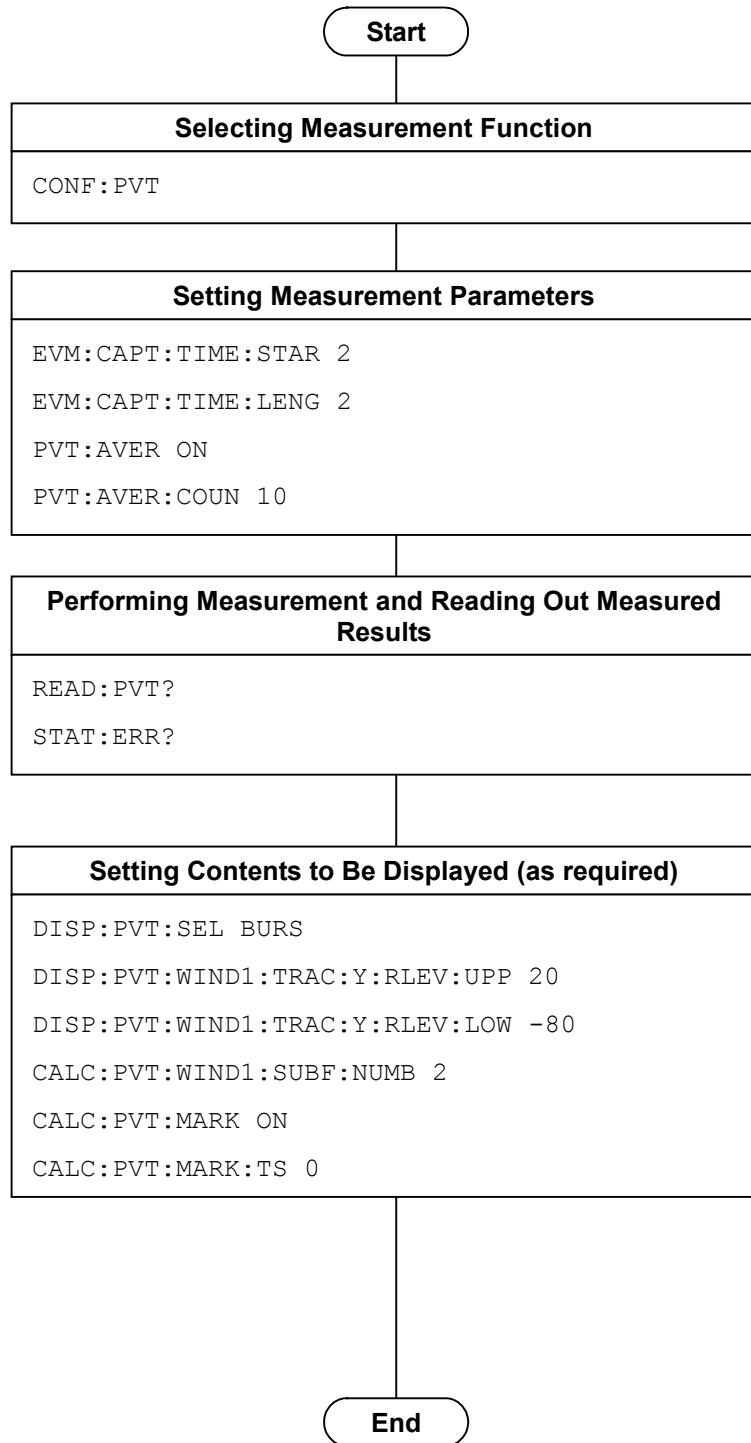 Start
Selecting Measurement Function
CONF:PVT
Setting Measurement Parameters
EVM:CAPT:TIME:STAR 2
EVM:CAPT:TIME:LENG 2
PVT:AVER ON
PVT:AVER:COUN 10
Performing Measurement and Reading Out Measured
Results
READ:PVT?
STAT:ERR?
Setting Contents to Be Displayed (as required)
DISP:PVT:SEL BURS
DISP:PVT:WIND1:TRAC:Y:RLEV:UPP 20
DISP:PVT:WIND1:TRAC:Y:RLEV:LOW -80
CALC:PVT:WIND1:SUBF:NUMB 2
CALC:PVT:MARK ON
CALC:PVT:MARK:TS 0
End